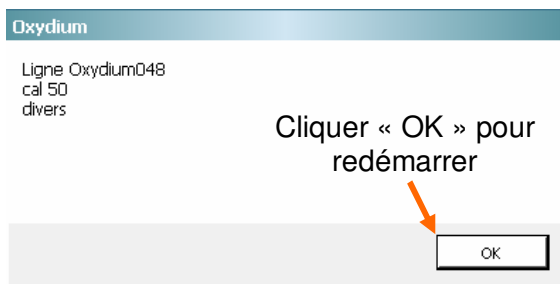 Oxydium
Ligne Oxydium048
cal 50
divers
Cliquer « OK » pour
redémarrer
OK